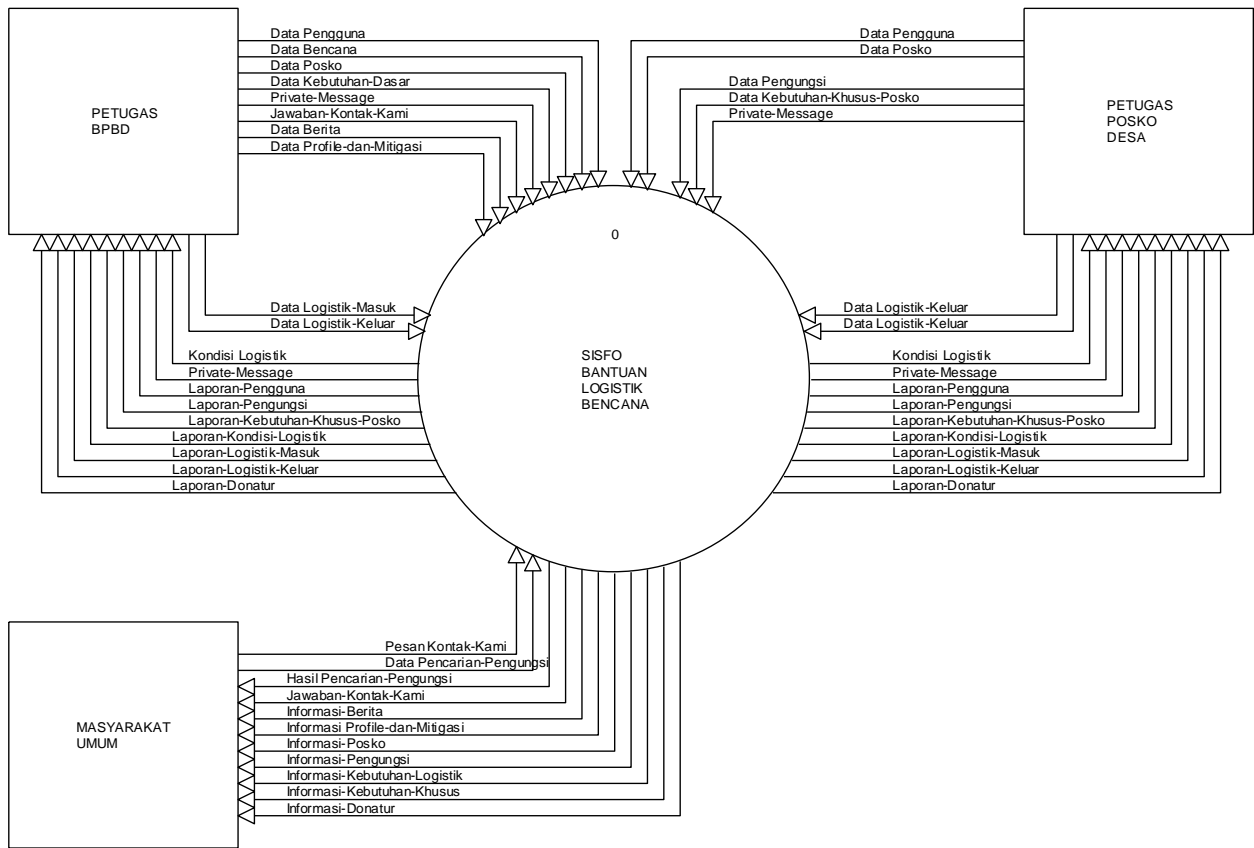 Data Pengguna
Data Bencana
Data Posko
Data Kebutuhan-Dasar
Private-Message
Jawaban-Kontak-Kami
Data Berita
Data Profile-dan-Mitigasi
PETUGAS
BPBD
Data Pengguna
Data Posko
Data Pengungsi
Data Kebutuhan-Khusus-Posko
Private-Message
PETUGAS
POSKO
DESA
0
SISFO
BANTUAN
LOGISTIK
BENCANA
Data Logistik-Masuk
Data Logistik-Keluar
Kondisi Logistik
Private-Message
Laporan-Pengguna
Laporan-Pengungsi
Laporan-Kebutuhan-Khusus-Posko
Laporan-Kondisi-Logistik
Laporan-Logistik-Masuk
Laporan-Logistik-Keluar
Laporan-Donatur
Data Logistik-Keluar
Data Logistik-Keluar
Kondisi Logistik
Private-Message
Laporan-Pengguna
Laporan-Pengungsi
Laporan-Kebutuhan-Khusus-Posko
Laporan-Kondisi-Logistik
Laporan-Logistik-Masuk
Laporan-Logistik-Keluar
Laporan-Donatur
MASYARAKAT
UMUM
Pesan Kontak-Kami
Data Pencarian-Pengungsi
Hasil Pencarian-Pengungsi
Jawaban-Kontak-Kami
Informasi-Berita
Informasi Profile-dan-Mitigasi
Informasi-Posko
Informasi-Pengungsi
Informasi-Kebutuhan-Logistik
Informasi-Kebutuhan-Khusus
Informasi-Donatur